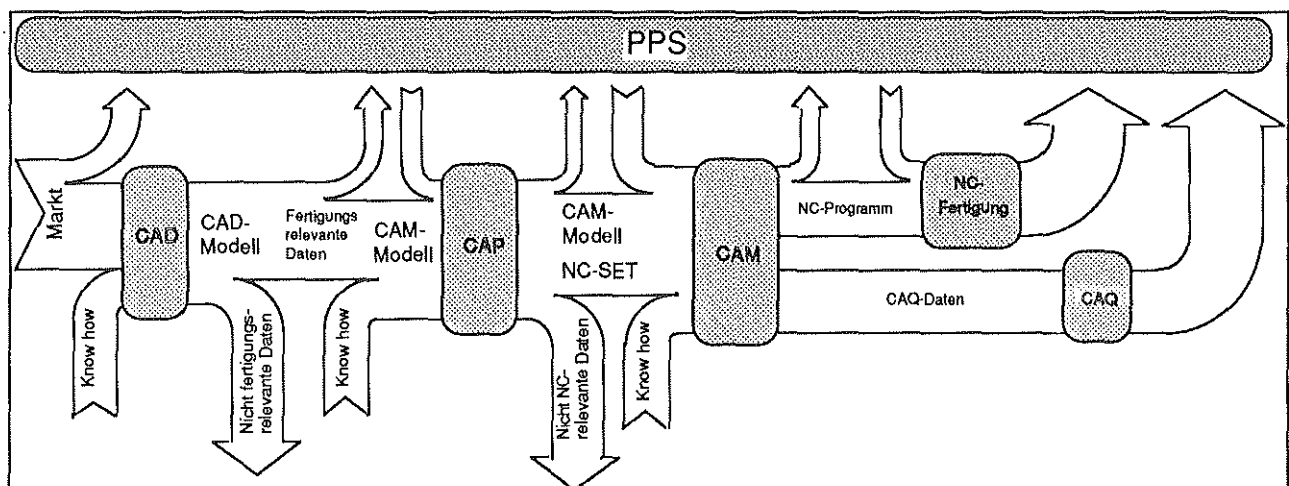 PPS
Markt
Know how
CAD
CAD-
Modell
Nicht fertigungs-
relevante Daten
Fertigungs
relevante
Daten
Know how
CAM-
Modell
CAP
CAM-
Modell
NC-SET
Nicht NC-
relevante Daten
Know how
CAM
NC-Programm
NC-
Fertigung
CAQ-Daten
CAQ